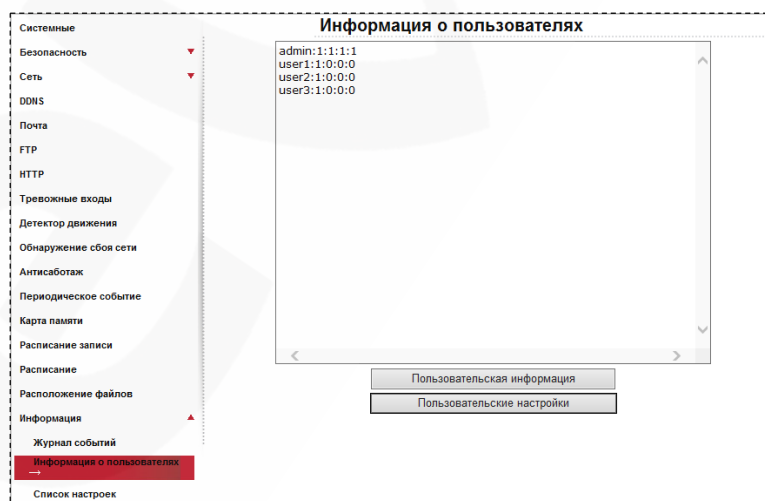 Системные
Безопасность
Сеть
DDNS
Почта
FTP
HTTP
Тревожные входы
Детектор движения
Обнаружение сбоя сети
Антисаботаж
Периодическое событие
Карта памяти
Расписание записи
Расписание
Расположение файлов
Информация
Журнал событий
Информация о пользователях
→
Список настроек
Информация о пользователях
admin:1:1:1:1
user1:1:0:0:0
user2:1:0:0:0
user3:1:0:0:0
Пользовательская информация
Пользовательские настройки